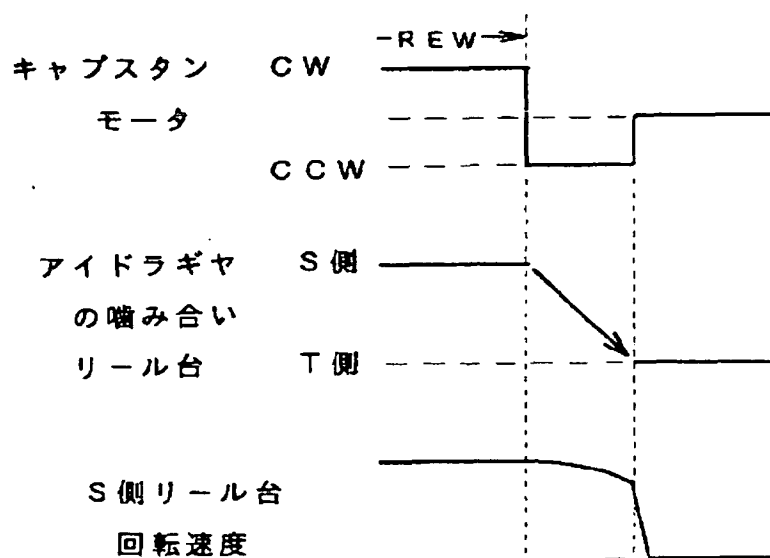 REW
キャプスタン CW
モータ
CCW
アイドラギヤ S側
の噛み合い
リール台 T側
S側リール台
回転速度